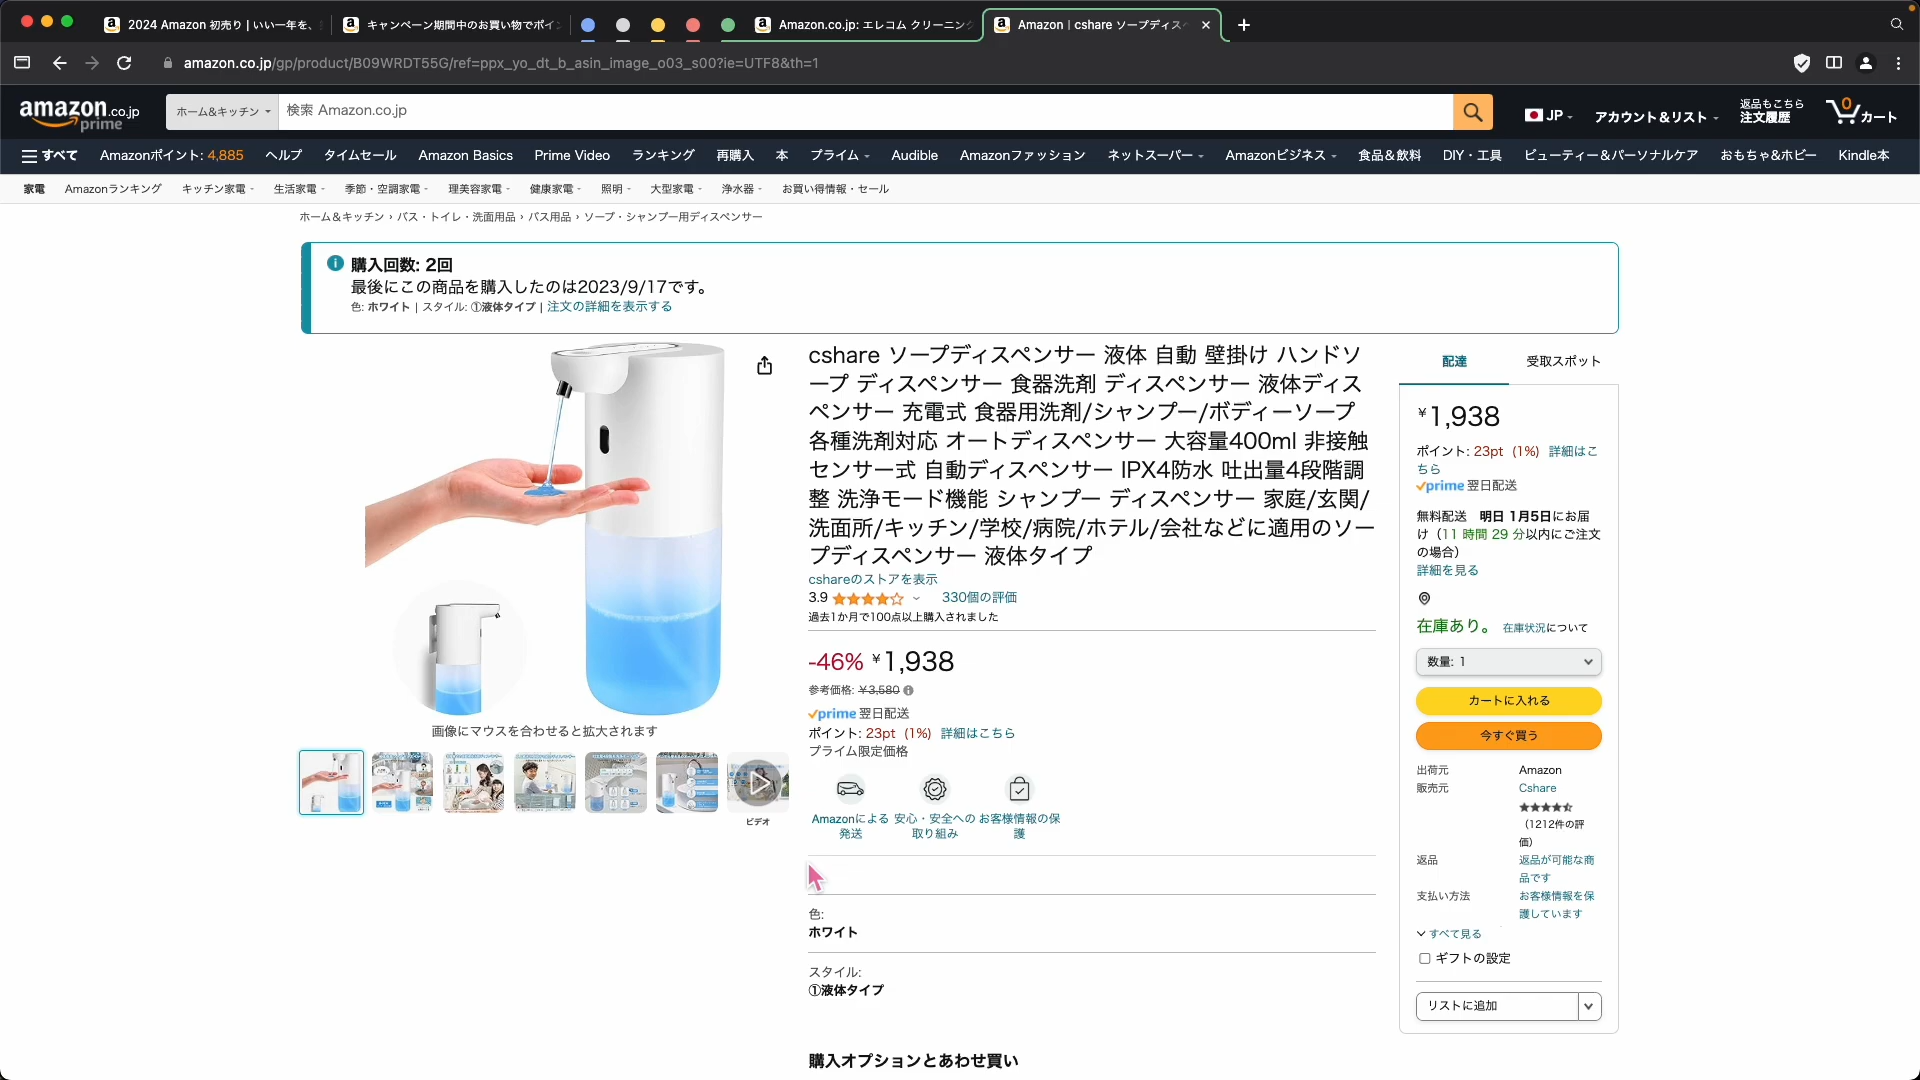 2024 Amazon 初売り | いい一年を、
キャンペーン期間中のお買い物でポイン
Amazon.co.jp: エレコム クリーニング
Amazon | cshare ソープディスペ
amazon.co.jp/gp/product/B09WRDT55G/ref=ppx_yo_dt_b_asin_image_o03_s00?ie=UTF8&th=1
amazon.co.jp
prime
ホーム&キッチン
検索 Amazon.co.jp
JP
アカウント&リスト
返品もこちら
注文履歴
0
カート
すべて Amazonポイント: 4,885 ヘルプ タイムセール Amazon Basics Prime Video ランキング 再購入 本 プライム Audible Amazonファッション ネットスーパー Amazonビジネス 食品&飲料 DIY・工具 ビューティー&パーソナルケア おもちゃ&ホビー Kindle本
家電 Amazonランキング キッチン家電 生活家電 季節・空調家電 理美容家電 健康家電 照明 大型家電 浄水器 お買い得情報・セール
ホーム&キッチン › バス・トイレ・洗面用品 › バス用品 › ソープ・シャンプー用ディスペンサー
購入回数: 2回
最後にこの商品を購入したのは2023/9/17です。
色: ホワイト | スタイル: ①液体タイプ | 注文の詳細を表示する
画像にマウスを合わせると拡大されます
ビデオ
cshare ソープディスペンサー 液体 自動 壁掛け ハンドソ
ープ ディスペンサー 食器洗剤 ディスペンサー 液体ディス
ペンサー 充電式 食器用洗剤/シャンプー/ボディーソープ
各種洗剤対応 オートディスペンサー 大容量400ml 非接触
センサー式 自動ディスペンサー IPX4防水 吐出量4段階調
整 洗浄モード機能 シャンプー ディスペンサー 家庭/玄関/
洗面所/キッチン/学校/病院/ホテル/会社などに適用のソー
プディスペンサー 液体タイプ
cshareのストアを表示
3.9 330個の評価
過去1か月で100点以上購入されました
-46% ¥1,938
参考価格: ¥3,580
prime 翌日配送
ポイント: 23pt (1%) 詳細はこちら
プライム限定価格
Amazonによる
発送
安心・安全への
取り組み
お客様情報の保
護
色:
ホワイト
スタイル:
①液体タイプ
購入オプションとあわせ買い
配達 受取スポット
¥1,938
ポイント: 23pt (1%) 詳細はこ
ちら
prime 翌日配送
無料配送 明日 1月5日にお届
け（11 時間 29 分以内にご注文
の場合）
詳細を見る
在庫あり。 在庫状況について
数量: 1
カートに入れる
今すぐ買う
出荷元 Amazon
販売元 Cshare
（1212件の評
価）
返品 返品が可能な商
品です
支払い方法 お客様情報を保
護しています
すべて見る
ギフトの設定
リストに追加